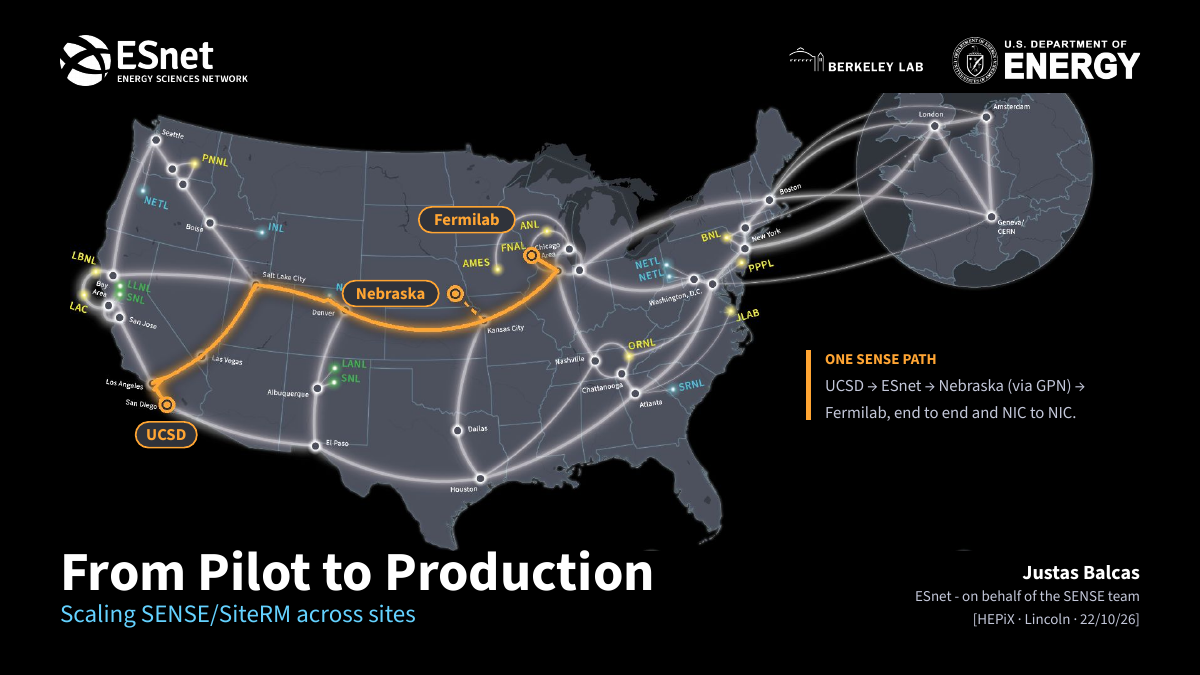 ESnet
ENERGY SCIENCES NETWORK
BERKELEY LAB
U.S. DEPARTMENT OF
ENERGY
Seattle
PNNL
NETL
Boise
INL
LBNL
Bay
Area
LLNL
SNL
LAC
San Jose
Salt Lake City
N
Denver
Las Vegas
Los Angeles
San Diego
UCSD
Albuquerque
LANL
SNL
El Paso
Nebraska
Kansas City
Dallas
Houston
Fermilab
ANL
FNAL
Chicago
Area
AMES
Nashville
Chattanooga
ORNL
Atlanta
SRNL
NETL
NETL
Washington, D.C.
JLAB
PPPL
BNL
New York
Boston
London
Amsterdam
Geneva/
CERN
ONE SENSE PATH
UCSD → ESnet → Nebraska (via GPN) →
Fermilab, end to end and NIC to NIC.
From Pilot to Production
Scaling SENSE/SiteRM across sites
Justas Balcas
ESnet - on behalf of the SENSE team
[HEPiX · Lincoln · 22/10/26]